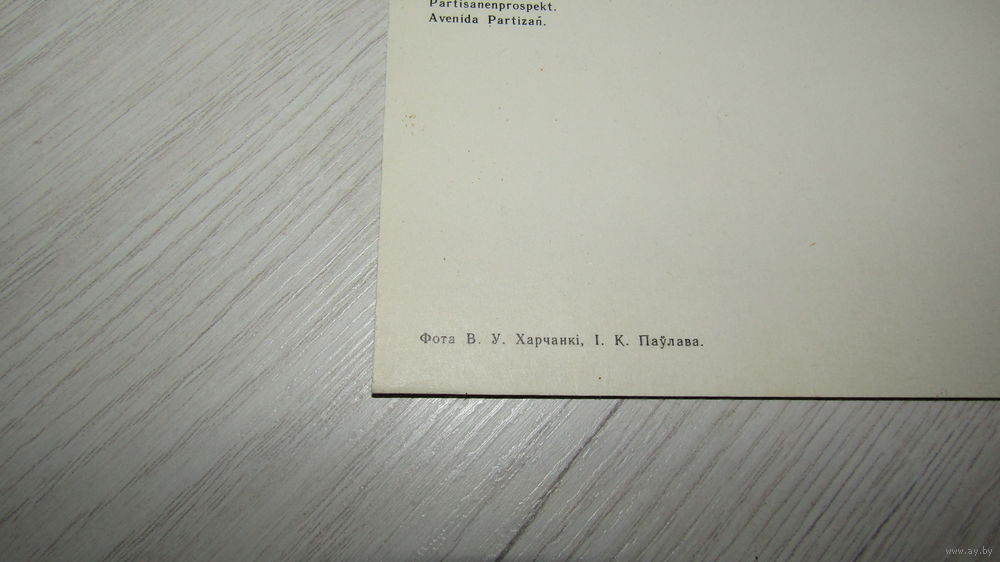 Partisanenprospekt.
Avenida Partizań.
Фота В. У. Харчанкі, І. К. Паўлава.
www.ay.by